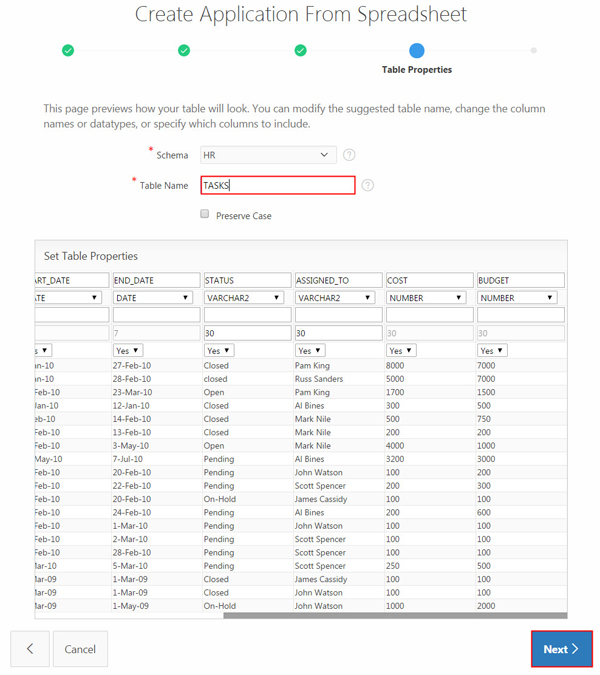 Create Application From Spreadsheet
Table Properties
This page previews how your table will look. You can modify the suggested table name, change the column
names or datatypes, or specify which columns to include.
* Schema HR
* Table Name TASKS
Preserve Case
Set Table Properties
ART_DATE END_DATE STATUS ASSIGNED_TO COST BUDGET
ATE DATE VARCHAR2 VARCHAR2 NUMBER NUMBER
7 30 30 30 30
s Yes Yes Yes Yes Yes
an-10 27-Feb-10 Closed Pam King 8000 7000
an-10 28-Feb-10 closed Russ Sanders 5000 7000
Feb-10 23-Mar-10 Open Pam King 1700 1500
Jan-10 12-Jan-10 Closed Al Bines 300 500
eb-10 14-Feb-10 Closed Mark Nile 500 750
Feb-10 13-Feb-10 Closed Mark Nile 200 200
Feb-10 3-May-10 Open Mark Nile 4000 1000
May-10 7-Jul-10 Pending Al Bines 3200 3000
Feb-10 20-Feb-10 Pending John Watson 100 200
Feb-10 22-Feb-10 Pending Scott Spencer 200 300
Feb-10 20-Feb-10 On-Hold James Cassidy 100 100
Feb-10 24-Feb-10 Pending Al Bines 200 600
Feb-10 1-Mar-10 Pending John Watson 100 100
Feb-10 2-Mar-10 Pending Scott Spencer 100 100
Feb-10 28-Feb-10 Pending Scott Spencer 100 100
Mar-10 5-Mar-10 Pending Scott Spencer 250 500
Mar-09 1-Mar-09 Closed James Cassidy 100 100
Mar-09 1-Mar-09 Closed John Watson 100 100
Mar-09 1-May-09 On-Hold John Watson 1000 2000
Cancel
Next